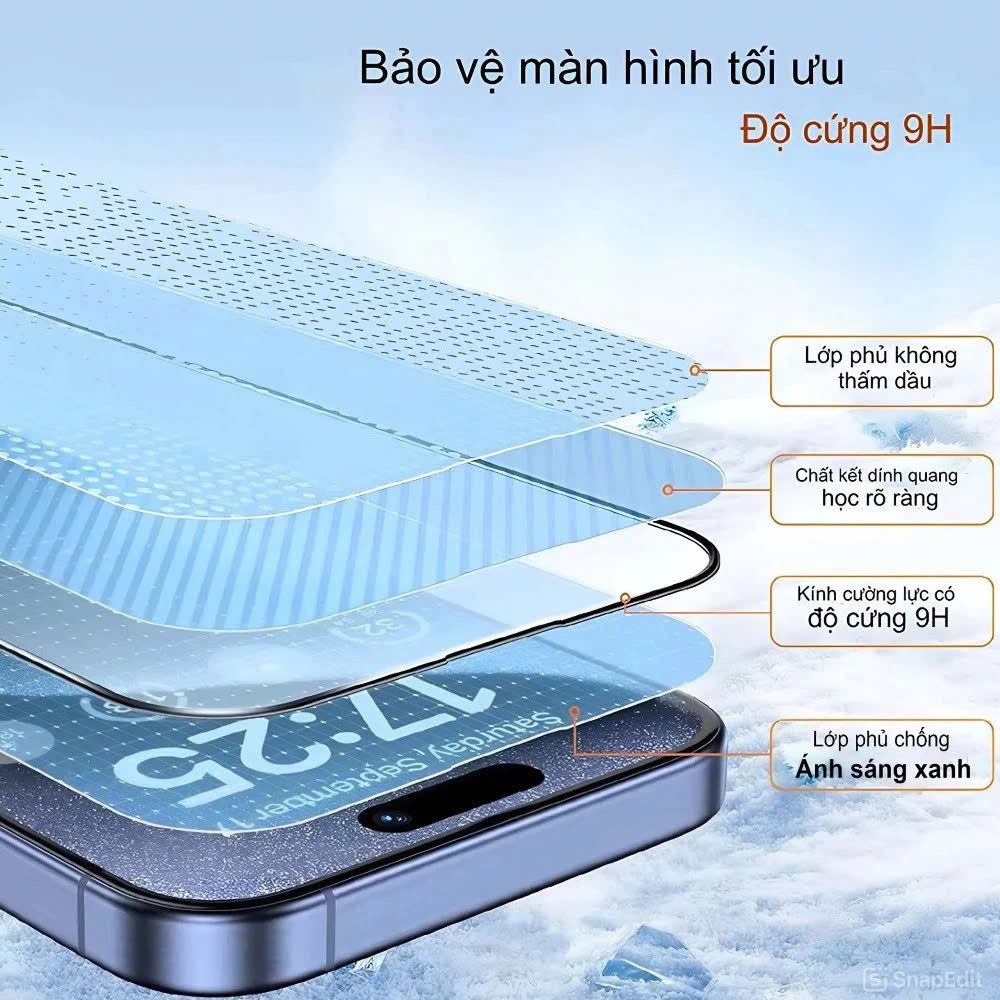 Bảo vệ màn hình tối ưu
Độ cứng 9H
Lớp phủ không
thấm dầu
Chất kết dính quang
học rõ ràng
Kính cường lực có
độ cứng 9H
Lớp phủ chống
Ánh sáng xanh
32
17:25
Saturday, September
SnapEdit